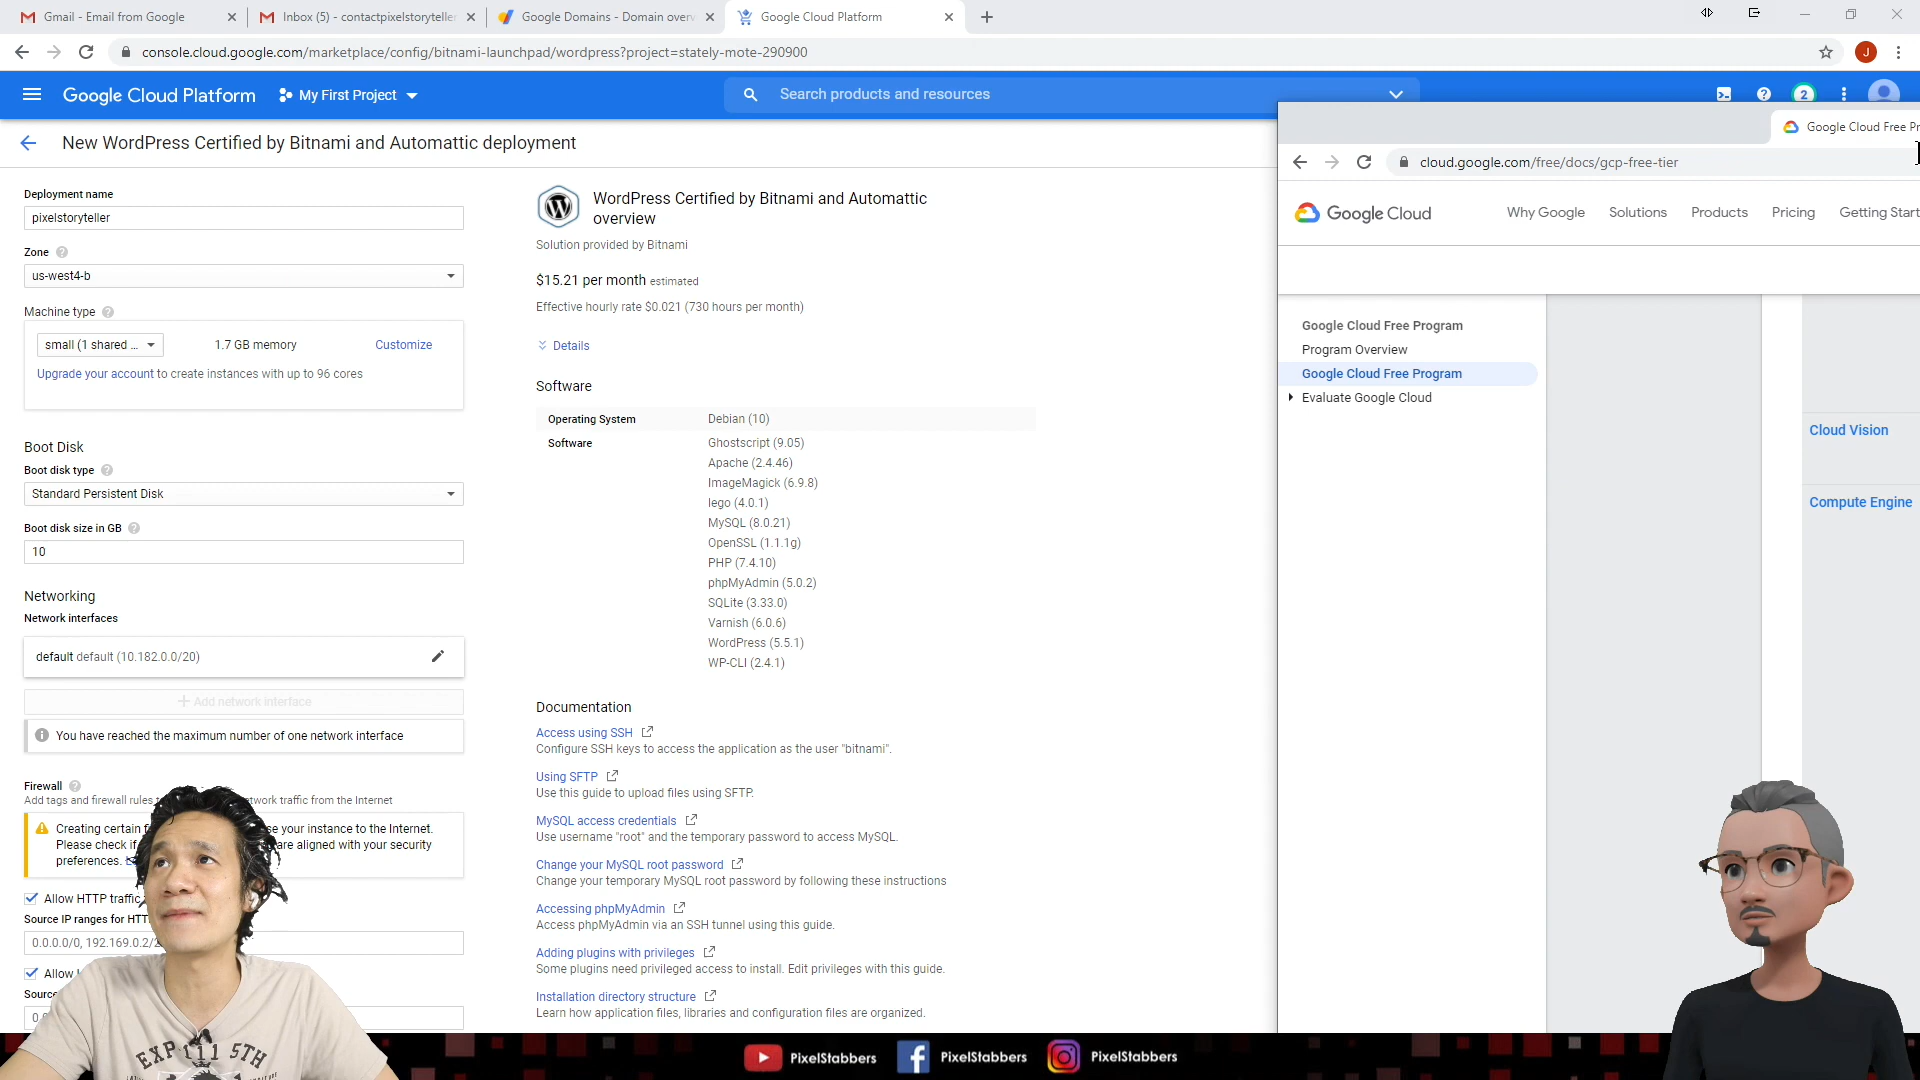 Gmail - Email from Google
Inbox (5) - contactpixelstoryteller
Google Domains - Domain over
Google Cloud Platform
console.cloud.google.com/marketplace/config/bitnami-launchpad/wordpress?project=stately-mote-290900
J
Google Cloud Platform
My First Project
Search products and resources
2
New WordPress Certified by Bitnami and Automattic deployment
Deployment name
pixelstoryteller
Zone
us-west4-b
Machine type
small (1 shared ...
1.7 GB memory
Customize
Upgrade your account to create instances with up to 96 cores
Boot Disk
Boot disk type
Standard Persistent Disk
Boot disk size in GB
10
Networking
Network interfaces
default default (10.182.0.0/20)
Add network interface
You have reached the maximum number of one network interface
Firewall
Add tags and firewall rules t
twork traffic from the Internet
Creating certain f
se your instance to the Internet.
Please check if
are aligned with your security
preferences.
Allow HTTP traffic
Source IP ranges for HTT
0.0.0.0/0, 192.169.0.2/2
Allow
Source
WordPress Certified by Bitnami and Automattic
overview
Solution provided by Bitnami
$15.21 per month estimated
Effective hourly rate $0.021 (730 hours per month)
Details
Software
Operating System
Debian (10)
Software
Ghostscript (9.05)
Apache (2.4.46)
ImageMagick (6.9.8)
lego (4.0.1)
MySQL (8.0.21)
OpenSSL (1.1.1g)
PHP (7.4.10)
phpMyAdmin (5.0.2)
SQLite (3.33.0)
Varnish (6.0.6)
WordPress (5.5.1)
WP-CLI (2.4.1)
Documentation
Access using SSH
Configure SSH keys to access the application as the user "bitnami".
Using SFTP
Use this guide to upload files using SFTP.
MySQL access credentials
Use username "root" and the temporary password to access MySQL.
Change your MySQL root password
Change your temporary MySQL root password by following these instructions
Accessing phpMyAdmin
Access phpMyAdmin via an SSH tunnel using this guide.
Adding plugins with privileges
Some plugins need privileged access to install. Edit privileges with this guide.
Installation directory structure
Learn how application files, libraries and configuration files are organized.
Google Cloud Free Pr
cloud.google.com/free/docs/gcp-free-tier
Google Cloud
Why Google
Solutions
Products
Pricing
Getting Start
Google Cloud Free Program
Program Overview
Google Cloud Free Program
Evaluate Google Cloud
Cloud Vision
Compute Engine
PixelStabbers
PixelStabbers
PixelStabbers